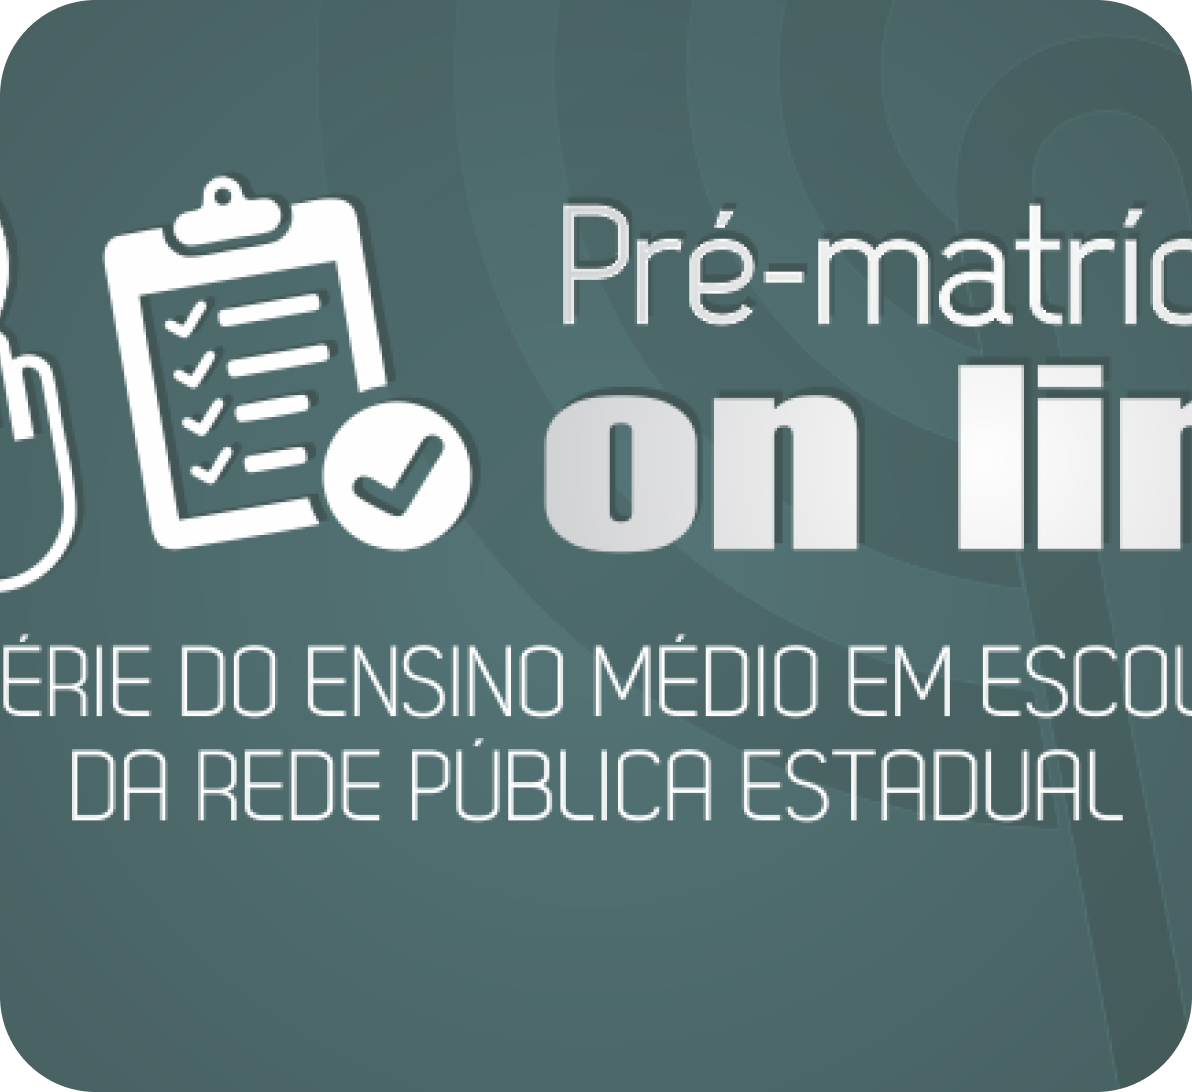 Pré-matríc
on lin
ÉRIE DO ENSINO MÉDIO EM ESCOL
DA REDE PÚBLICA ESTADUAL